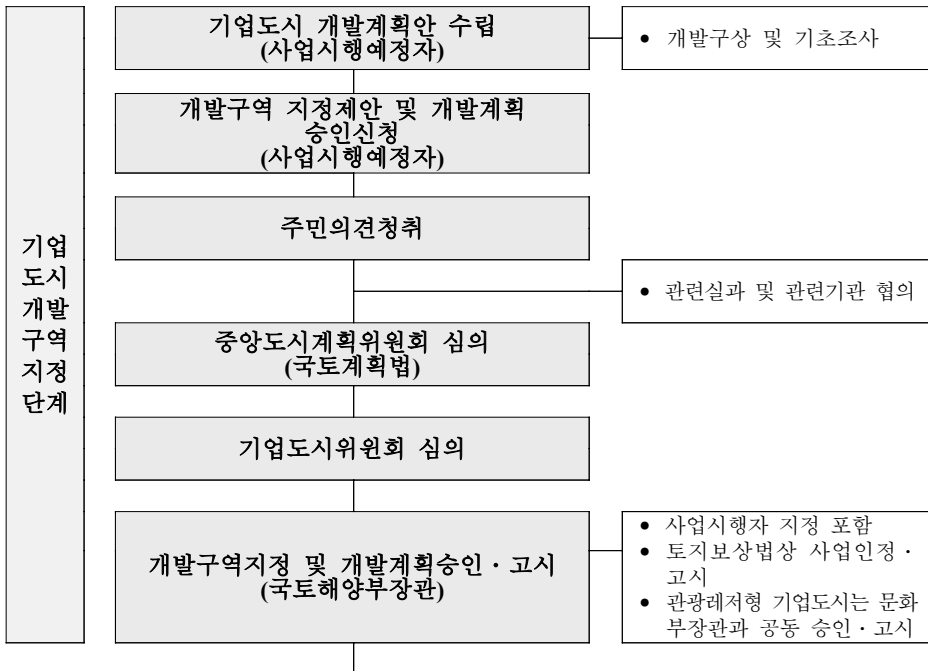 기업
도시
개발
구역
지정
단계
기업도시 개발계획안 수립
(사업시행예정자)
• 개발구상 및 기초조사
개발구역 지정제안 및 개발계획
승인신청
(사업시행예정자)
주민의견청취
• 관련실과 및 관련기관 협의
중앙도시계획위원회 심의
(국토계획법)
기업도시위원회 심의
개발구역지정 및 개발계획승인·고시
(국토해양부장관)
• 사업시행자 지정 포함
• 토지보상법상 사업인정·
고시
• 관광레저형 기업도시는 문화
부장관과 공동 승인·고시